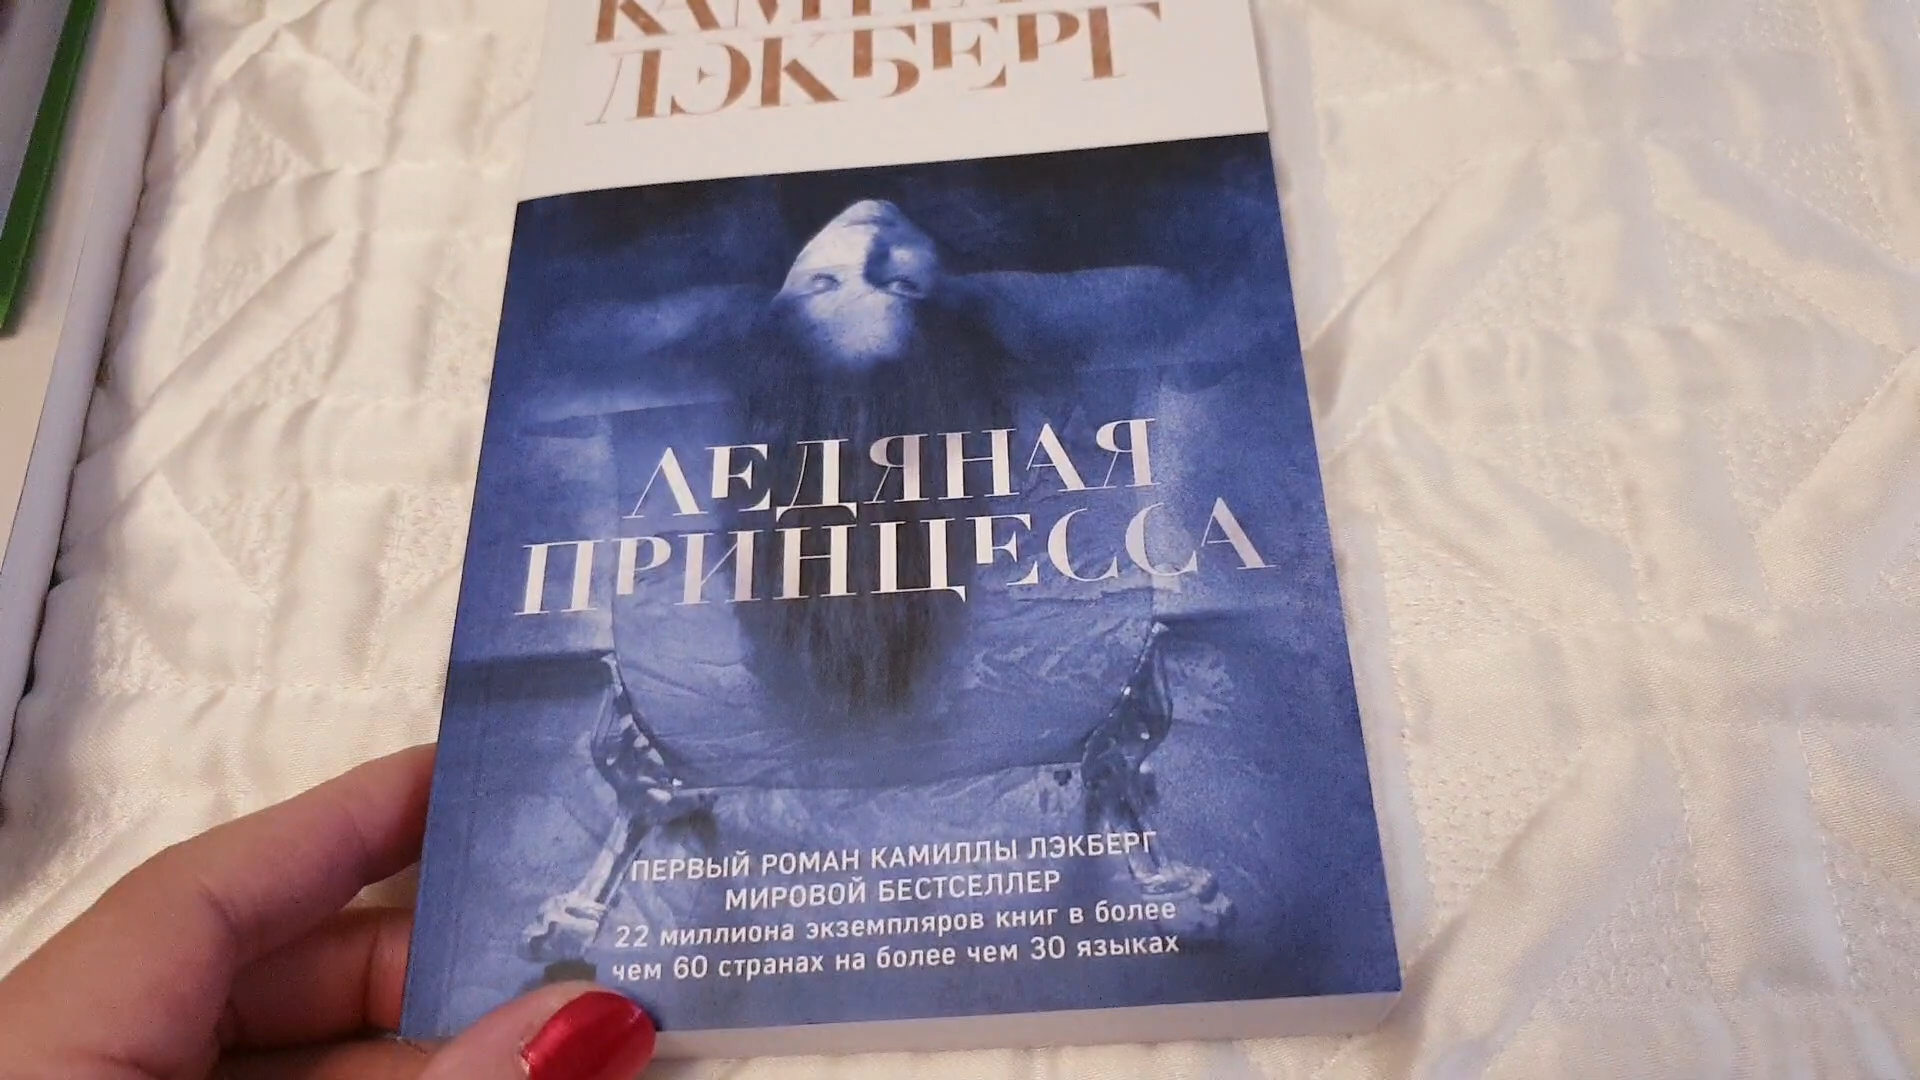 ЛЭКБЕРГ
ЛЕДЯНАЯ
ПРИНЦЕССА
ПЕРВЫЙ РОМАН КАМИЛЛЫ ЛЭКБЕРГ
МИРОВОЙ БЕСТСЕЛЛЕР
22 миллиона экземпляров книг в более
чем 60 странах на более чем 30 языках